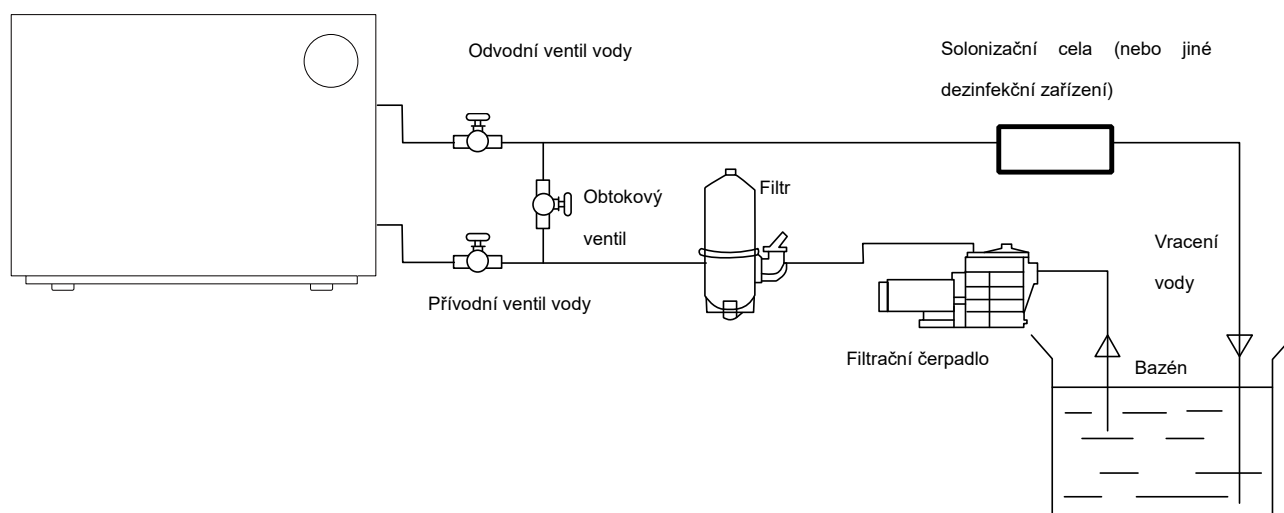 Odvodní ventil vody
Solonizační cela (nebo jiné
dezinfekční zařízení)
Obtokový
ventil
Filtr
Přívodní ventil vody
Filtrační čerpadlo
Vracení
vody
Bazén